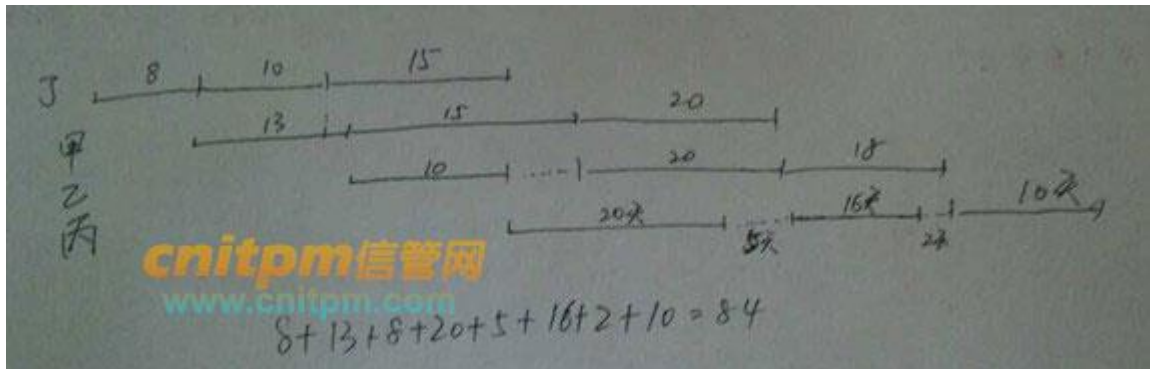 丁 8 10 15
甲 13 15 20
乙 10 ..... 20 18
丙 20天 5天 16天 2天 10天
cnitpm信管网
www.cnitpm.com
8+13+8+20+5+16+2+10=84